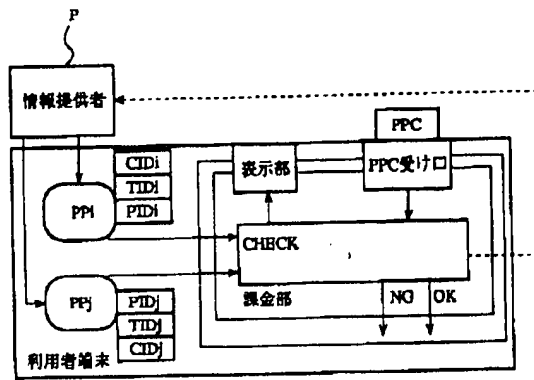 P
情報提供者
PPC
CIDi
TIDi
PIDi
PPi
表示部
PPC受け口
CHECK
課金部
NG
OK
PPj
PIDj
TIDj
CIDj
利用者端末